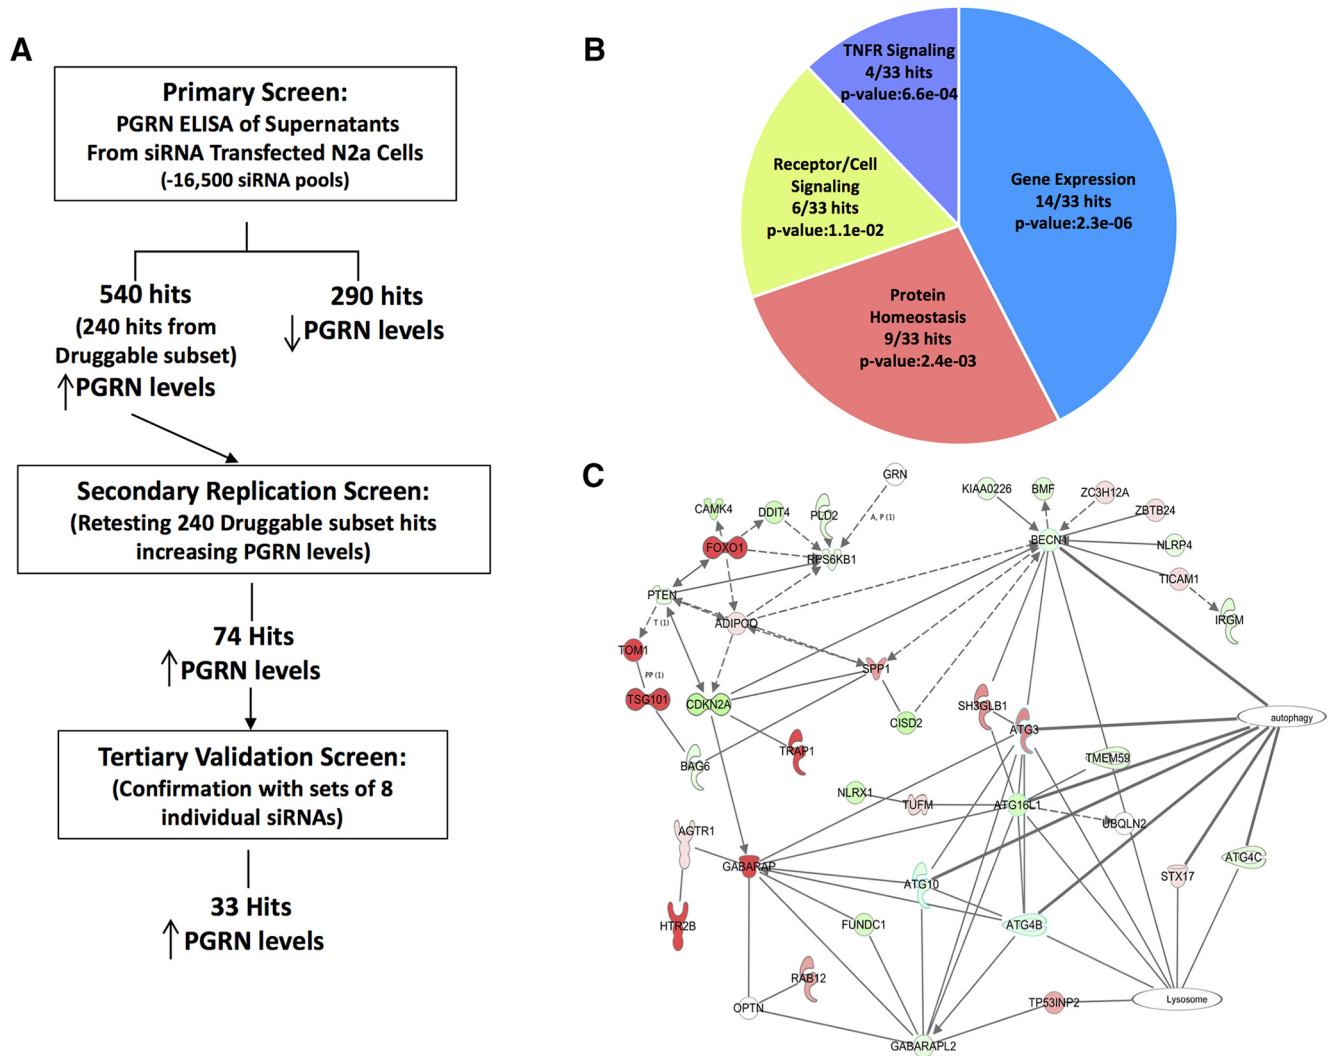 A
Primary Screen:
PGRN ELISA of Supernatants
From siRNA Transfected N2a Cells
(-16,500 siRNA pools)
540 hits
(240 hits from
Druggable subset)
↑PGRN levels
290 hits
↓PGRN levels
Secondary Replication Screen:
(Retesting 240 Druggable subset hits
increasing PGRN levels)
74 Hits
↑PGRN levels
Tertiary Validation Screen:
(Confirmation with sets of 8
individual siRNAs)
33 Hits
↑PGRN levels
B
TNFR Signaling
4/33 hits
p-value:6.6e-04
Gene Expression
14/33 hits
p-value:2.3e-06
Receptor/Cell
Signaling
6/33 hits
p-value:1.1e-02
Protein
Homeostasis
9/33 hits
p-value:2.4e-03
C
GRN
KIAA0226
BMF
ZC3H12A
ZBTB24
CAMK4
DDIT4
PLD2
A, P (1)
BECN1
NLRP4
FOXO1
RPS6KB1
TICAM1
PTEN
T (1)
ADIPOQ
IRGM
TOM1
PP (1)
SPP1
TSG101
CDKN2A
CISD2
SH3GLB1
ATG3
autophagy
BAG6
TRAP1
TMEM59
NLRX1
TUFM
ATG16L1
UBQLN2
AGTR1
GABARAP
ATG10
STX17
ATG4C
HTR2B
FUNDC1
ATG4B
RAB12
OPTN
TP53INP2
Lysosome
GABARAPL2